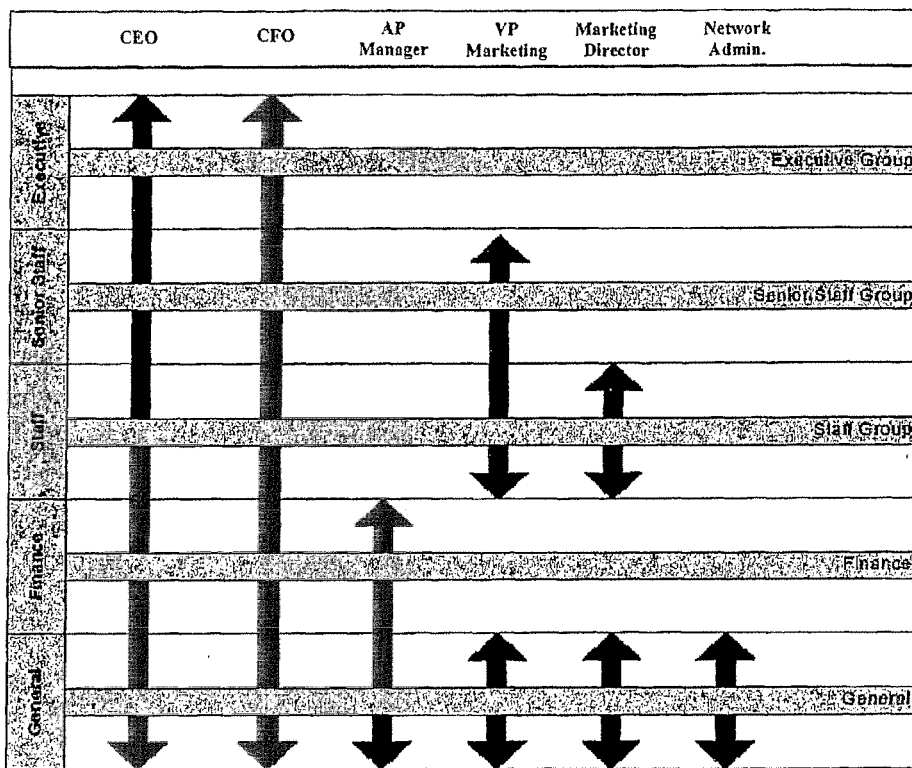 CEO
CFO
AP
Manager
VP
Marketing
Marketing
Director
Network
Admin.
Executive
Executive Group
Senior Staff
Senior Staff Group
Staff
Staff Group
Finance
Finance
General
General